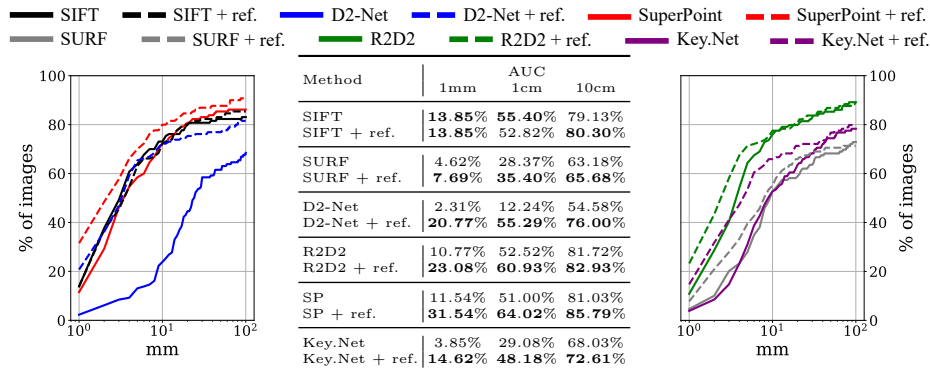 SIFT SIFT + ref. D2-Net D2-Net + ref. SuperPoint SuperPoint + ref.
SURF SURF + ref. R2D2 R2D2 + ref. Key.Net Key.Net + ref.
100
80
60
40
20
0
% of images
10^0 10^1 10^2
mm
Method AUC
1mm 1cm 10cm
SIFT 13.85% 55.40% 79.13%
SIFT + ref. 13.85% 52.82% 80.30%
SURF 4.62% 28.37% 63.18%
SURF + ref. 7.69% 35.40% 65.68%
D2-Net 2.31% 12.24% 54.58%
D2-Net + ref. 20.77% 55.29% 76.00%
R2D2 10.77% 52.52% 81.72%
R2D2 + ref. 23.08% 60.93% 82.93%
SP 11.54% 51.00% 81.03%
SP + ref. 31.54% 64.02% 85.79%
Key.Net 3.85% 29.08% 68.03%
Key.Net + ref. 14.62% 48.18% 72.61%
100
80
60
40
20
0
% of images
10^0 10^1 10^2
mm